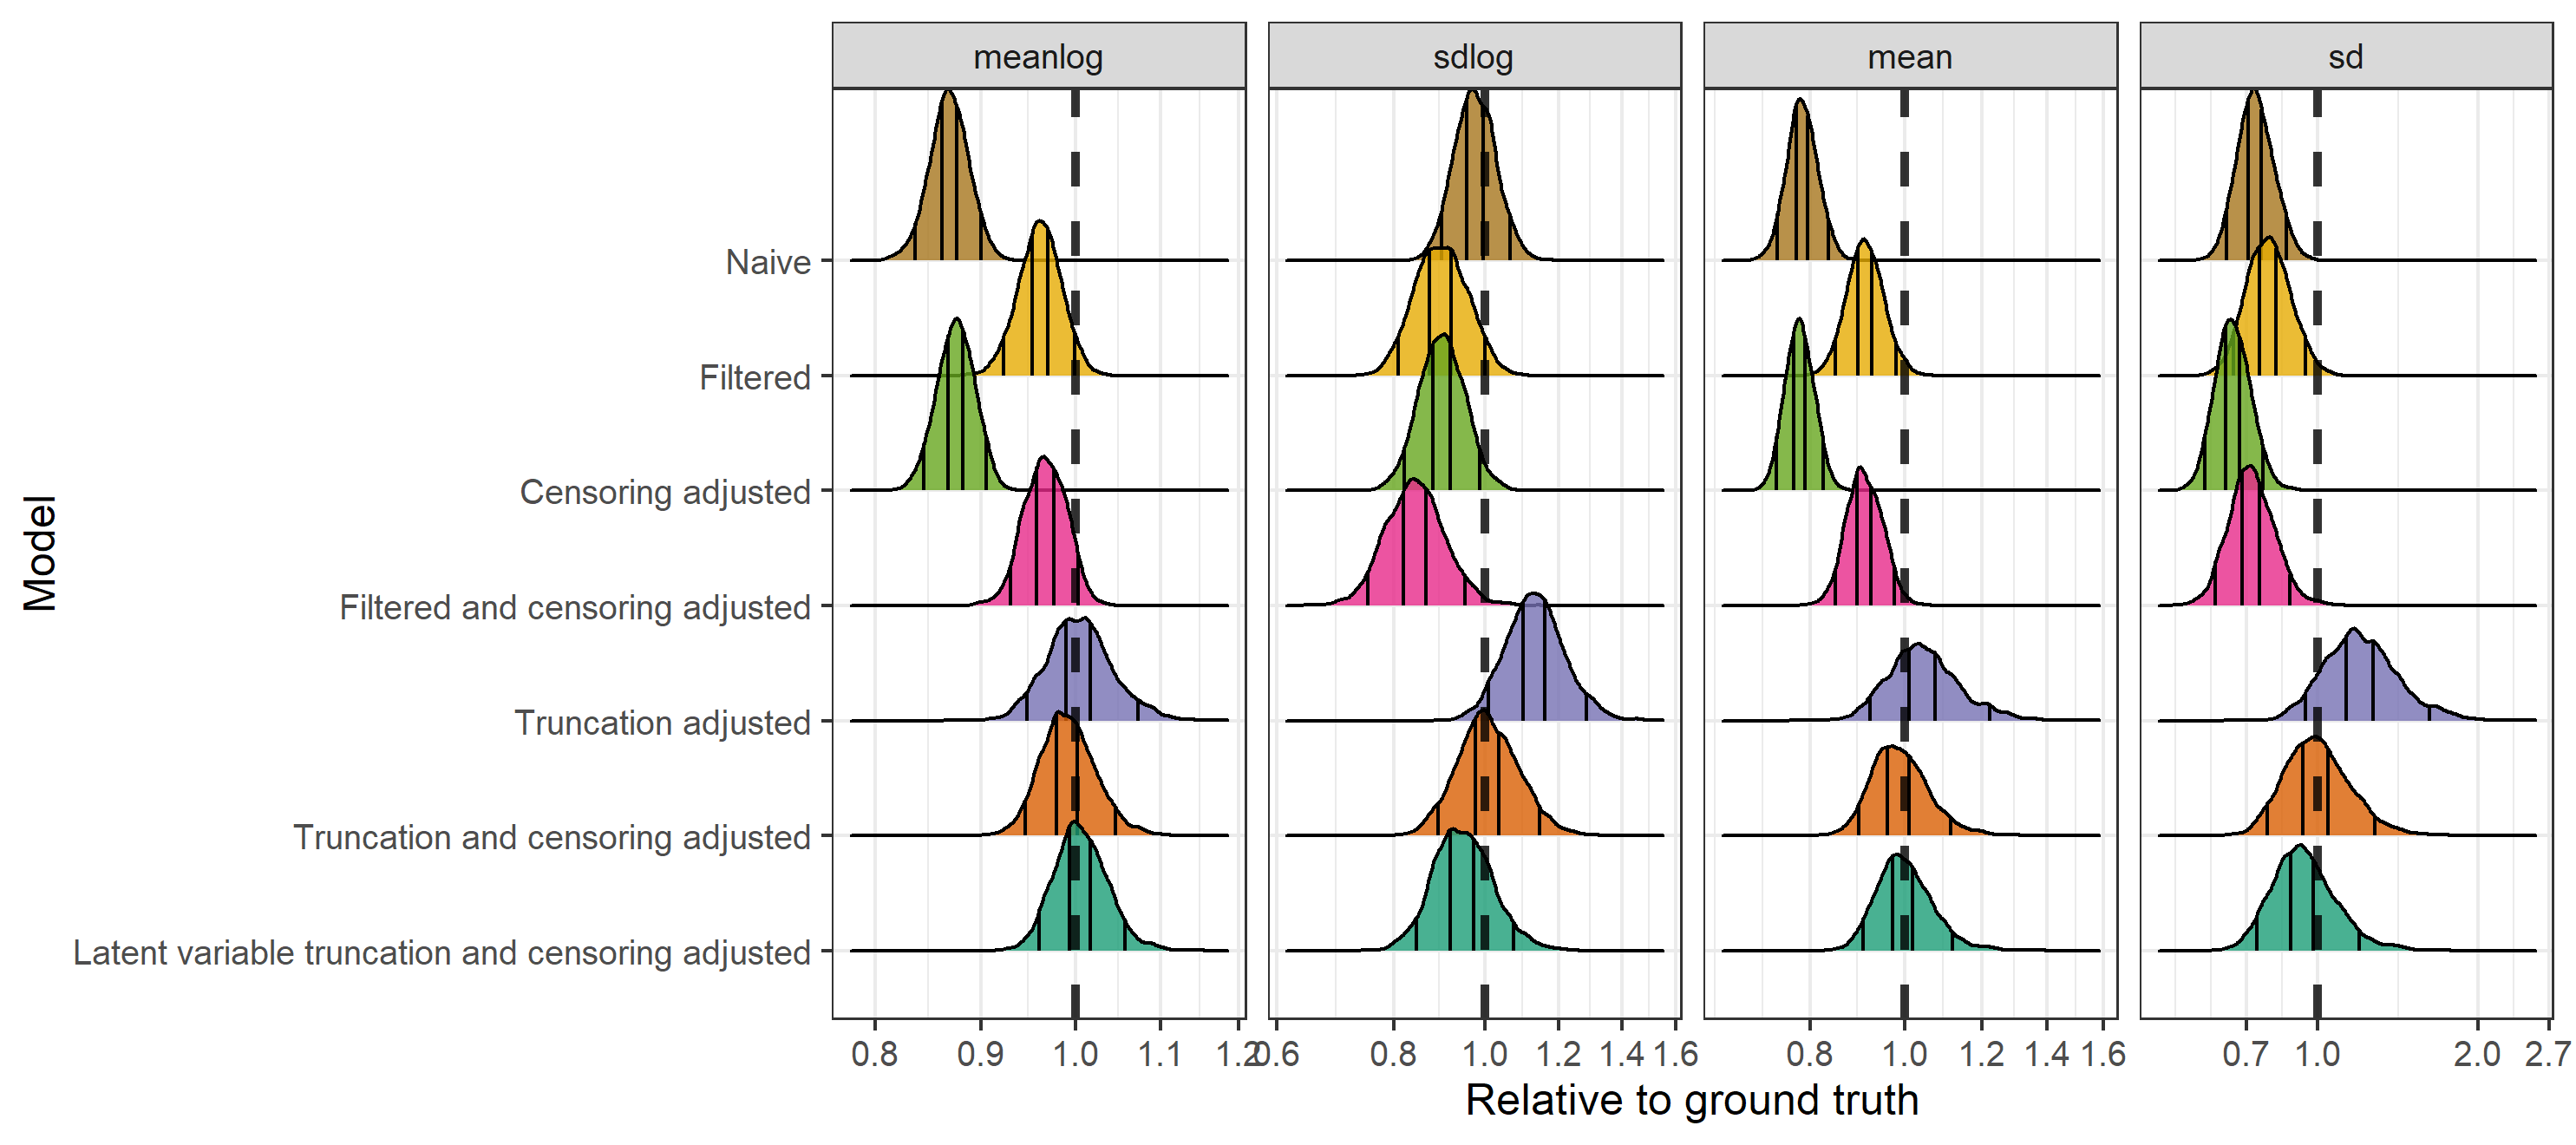 meanlog sdlog mean sd
Naive
Filtered
Censoring adjusted
Filtered and censoring adjusted
Truncation adjusted
Truncation and censoring adjusted
Latent variable truncation and censoring adjusted
Model
0.8 0.9 1.0 1.1 1.2 0.6 0.8 1.0 1.2 1.4 1.6 0.8 1.0 1.2 1.4 1.6 0.7 1.0 2.0 2.7
Relative to ground truth